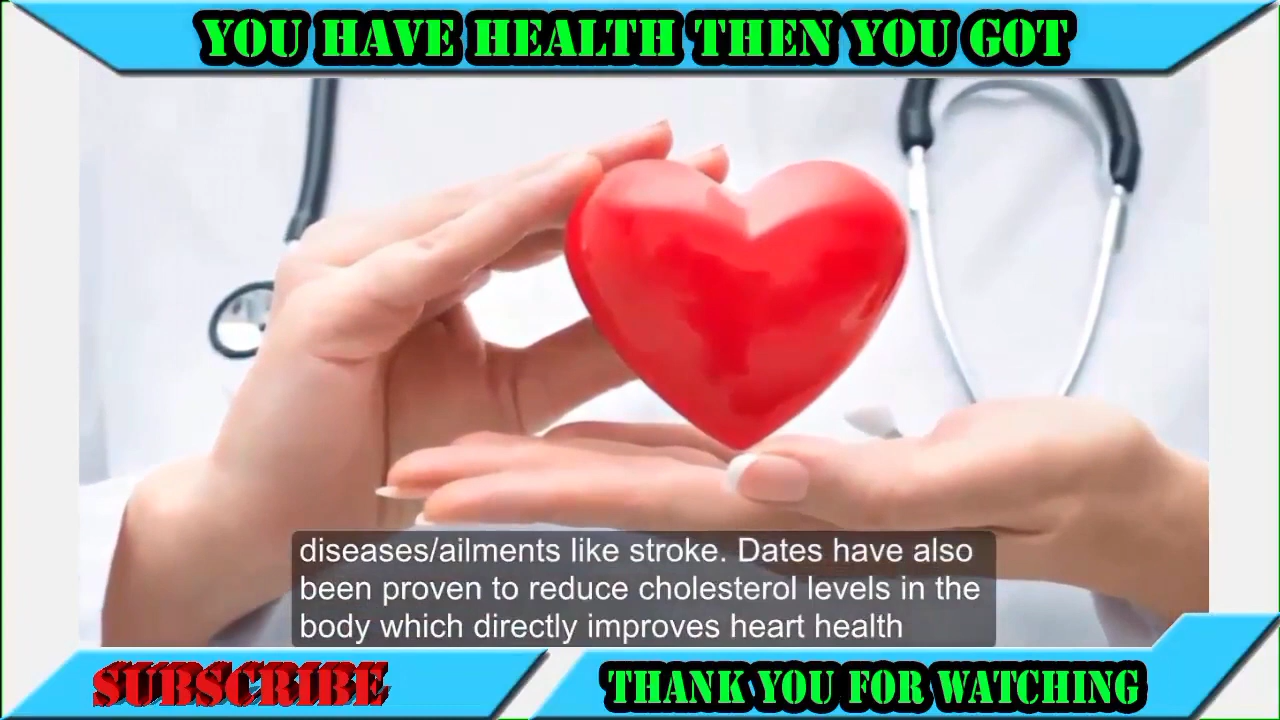 YOU HAVE HEALTH THEN YOU GOT
diseases/ailments like stroke. Dates have also
been proven to reduce cholesterol levels in the
body which directly improves heart health
SUBSCRIBE
THANK YOU FOR WATCHING